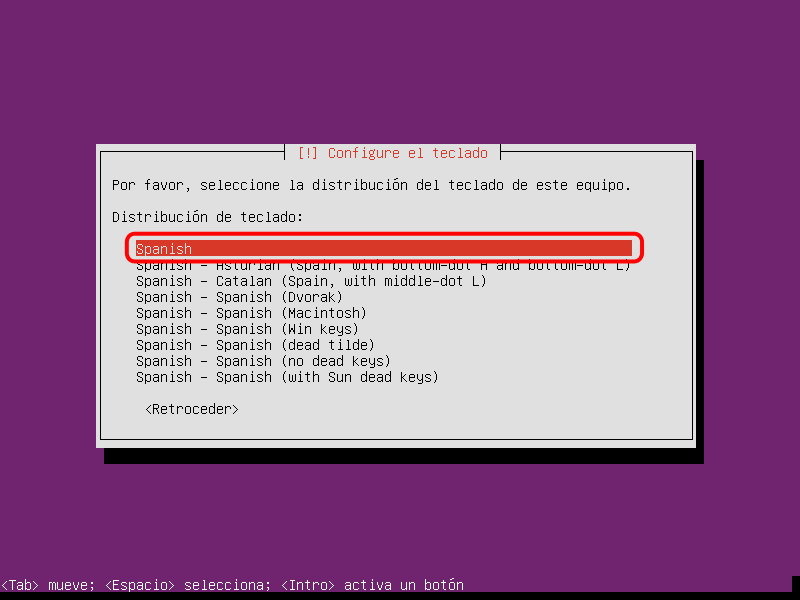 [!] Configure el teclado
Por favor, seleccione la distribución del teclado de este equipo.
Distribución de teclado:
Spanish
Spanish - Asturian (Spain, with bottom-dot H and bottom-dot L)
Spanish - Catalan (Spain, with middle-dot L)
Spanish - Spanish (Dvorak)
Spanish - Spanish (Macintosh)
Spanish - Spanish (Win keys)
Spanish - Spanish (dead tilde)
Spanish - Spanish (no dead keys)
Spanish - Spanish (with Sun dead keys)
<Retroceder>
<Tab> mueve; <Espacio> selecciona; <Intro> activa un botón